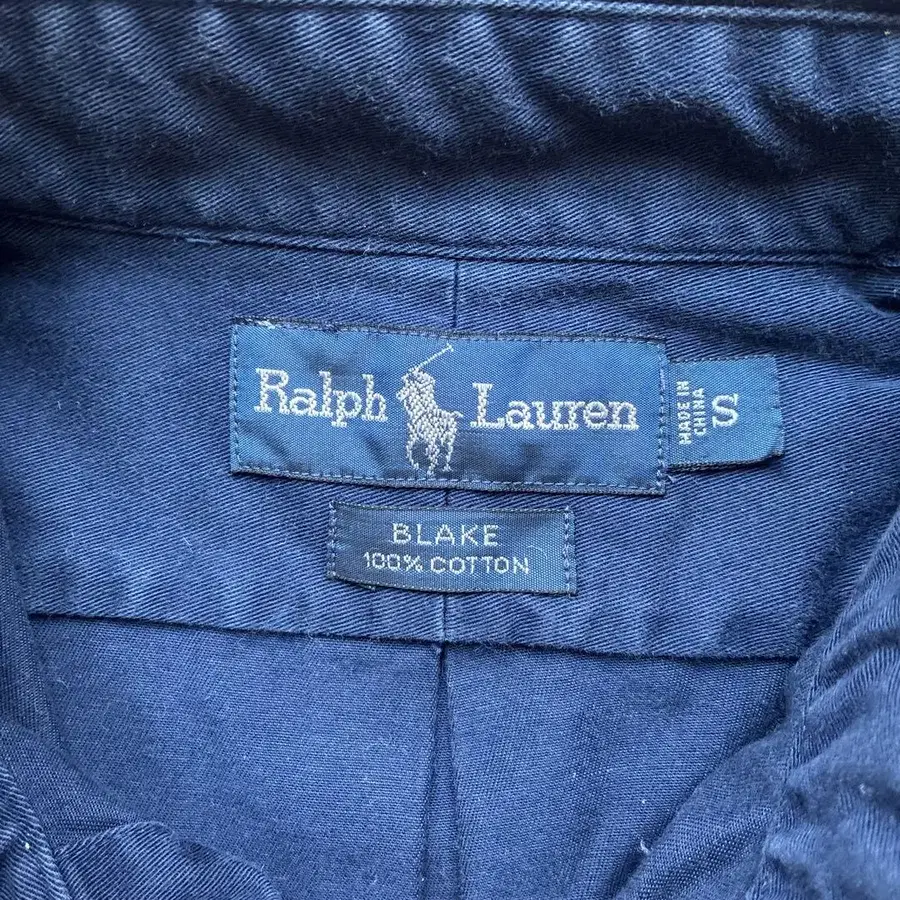 Ralph Lauren
MADE IN
CHINA
S
BLAKE
100% COTTON